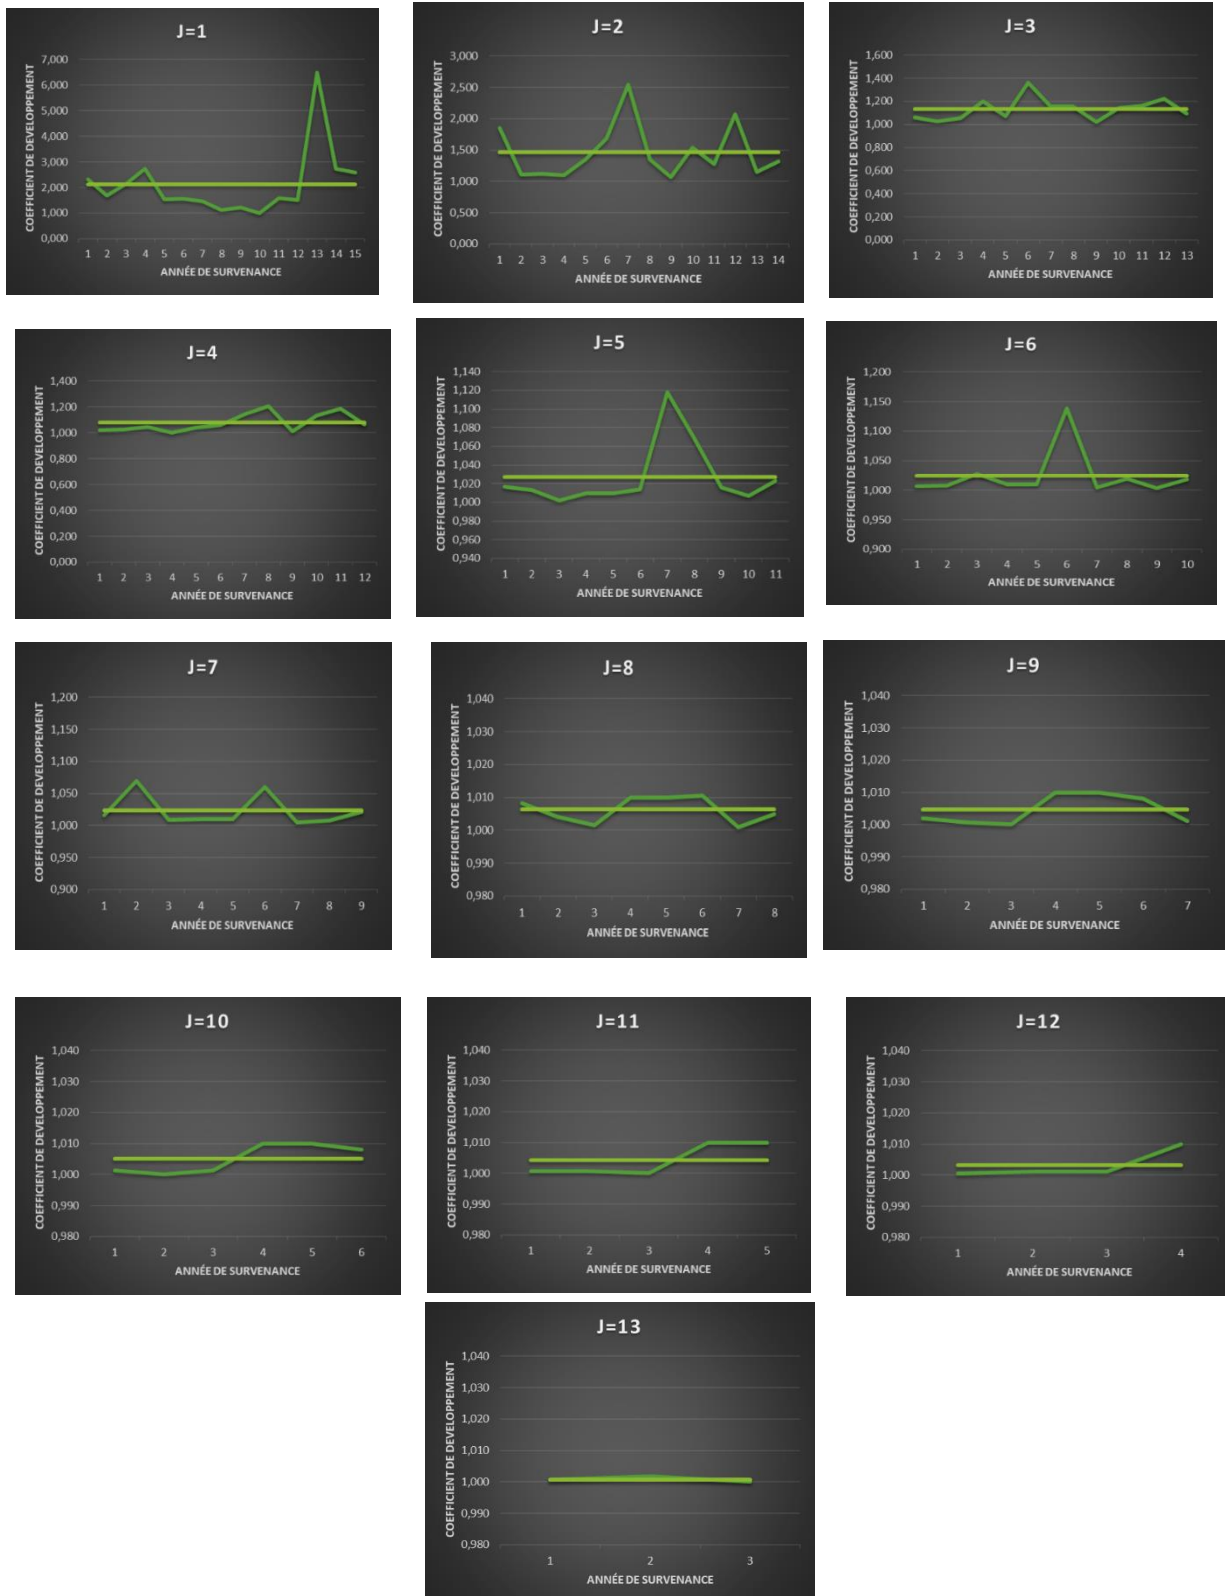 J=1
COEFFICIENT DE DEVELOPPEMENT
7,000
6,000
5,000
4,000
3,000
2,000
1,000
0,000
1 2 3 4 5 6 7 8 9 10 11 12 13 14 15
ANNÉE DE SURVENANCE
J=2
COEFFICIENT DE DEVELOPPEMENT
3,000
2,500
2,000
1,500
1,000
0,500
0,000
1 2 3 4 5 6 7 8 9 10 11 12 13 14
ANNÉE DE SURVENANCE
J=3
COEFFICIENT DE DEVELOPPEMENT
1,600
1,400
1,200
1,000
0,800
0,600
0,400
0,200
0,000
1 2 3 4 5 6 7 8 9 10 11 12 13
ANNÉE DE SURVENANCE
J=4
COEFFICIENT DE DEVELOPPEMENT
1,400
1,200
1,000
0,800
0,600
0,400
0,200
0,000
1 2 3 4 5 6 7 8 9 10 11 12
ANNÉE DE SURVENANCE
J=5
COEFFICIENT DE DEVELOPPEMENT
1,140
1,120
1,100
1,080
1,060
1,040
1,020
1,000
0,980
0,960
0,940
1 2 3 4 5 6 7 8 9 10 11
ANNÉE DE SURVENANCE
J=6
COEFFICIENT DE DEVELOPPEMENT
1,200
1,150
1,100
1,050
1,000
0,950
0,900
1 2 3 4 5 6 7 8 9 10
ANNÉE DE SURVENANCE
J=7
COEFFICIENT DE DEVELOPPEMENT
1,200
1,150
1,100
1,050
1,000
0,950
0,900
1 2 3 4 5 6 7 8 9
ANNÉE DE SURVENANCE
J=8
COEFFICIENT DE DEVELOPPEMENT
1,040
1,030
1,020
1,010
1,000
0,990
0,980
1 2 3 4 5 6 7 8
ANNÉE DE SURVENANCE
J=9
COEFFICIENT DE DEVELOPPEMENT
1,040
1,030
1,020
1,010
1,000
0,990
0,980
1 2 3 4 5 6 7
ANNÉE DE SURVENANCE
J=10
COEFFICIENT DE DEVELOPPEMENT
1,040
1,030
1,020
1,010
1,000
0,990
0,980
1 2 3 4 5 6
ANNÉE DE SURVENANCE
J=11
COEFFICIENT DE DEVELOPPEMENT
1,040
1,030
1,020
1,010
1,000
0,990
0,980
1 2 3 4 5
ANNÉE DE SURVENANCE
J=12
COEFFICIENT DE DEVELOPPEMENT
1,040
1,030
1,020
1,010
1,000
0,990
0,980
1 2 3 4
ANNÉE DE SURVENANCE
J=13
COEFFICIENT DE DEVELOPPEMENT
1,040
1,030
1,020
1,010
1,000
0,990
0,980
1 2 3
ANNÉE DE SURVENANCE